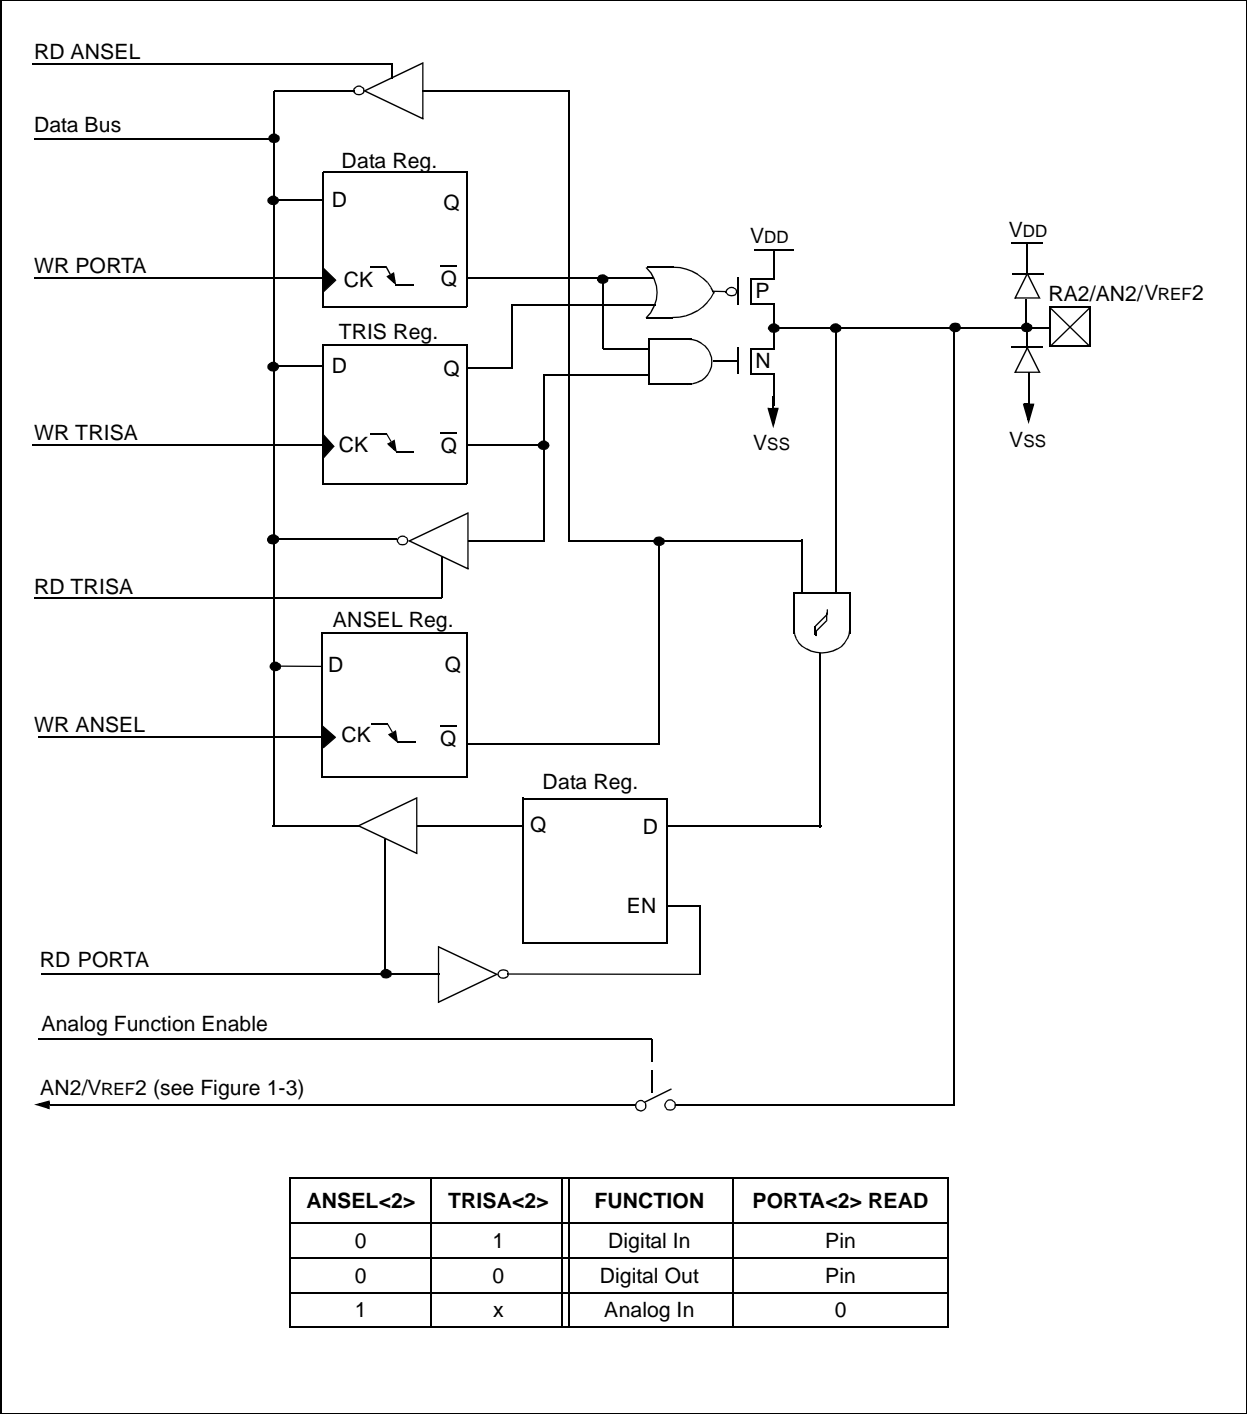 RD ANSEL
Data Bus
Data Reg.
D
Q
WR PORTA
CK
Q̅
VDD
P
VDD
RA2/AN2/VREF2
TRIS Reg.
D
Q
N
WR TRISA
CK
Q̅
VSS
VSS
RD TRISA
ANSEL Reg.
D
Q
WR ANSEL
CK
Q̅
Data Reg.
Q
D
EN
RD PORTA
Analog Function Enable
AN2/VREF2 (see Figure 1-3)
ANSEL<2> TRISA<2> FUNCTION PORTA<2> READ
0 1 Digital In Pin
0 0 Digital Out Pin
1 x Analog In 0